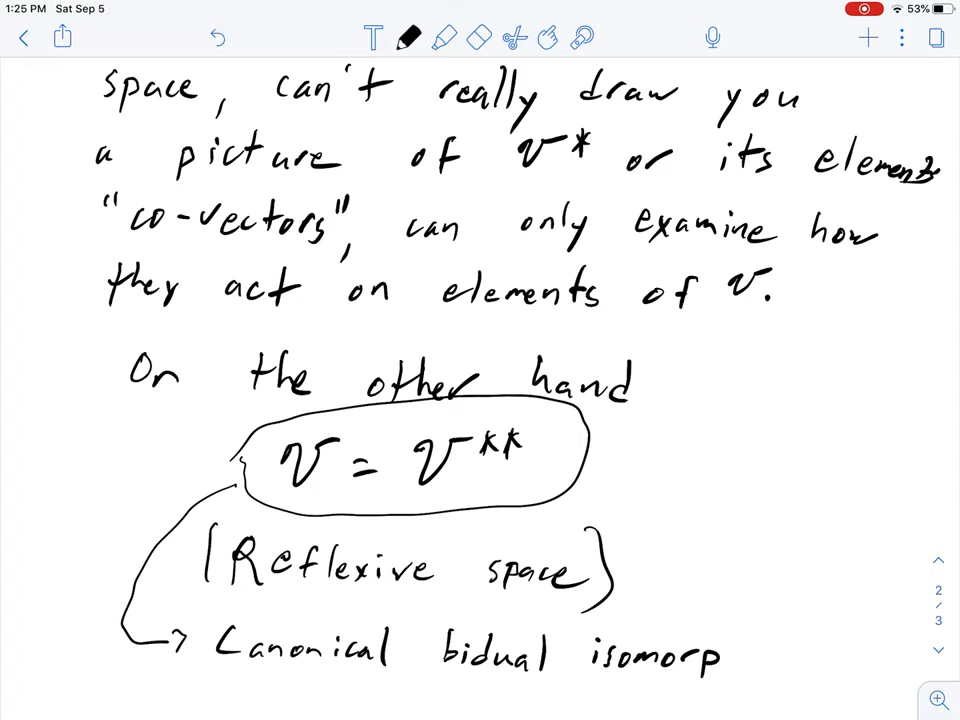 1:25 PM Sat Sep 5
53%
space, can't really draw you
a picture of V* or its elements
"co-vectors", can only examine how
they act on elements of V.
On the other hand
V = V**
(Reflexive space)
Canonical bidual isomorp
2
/
3